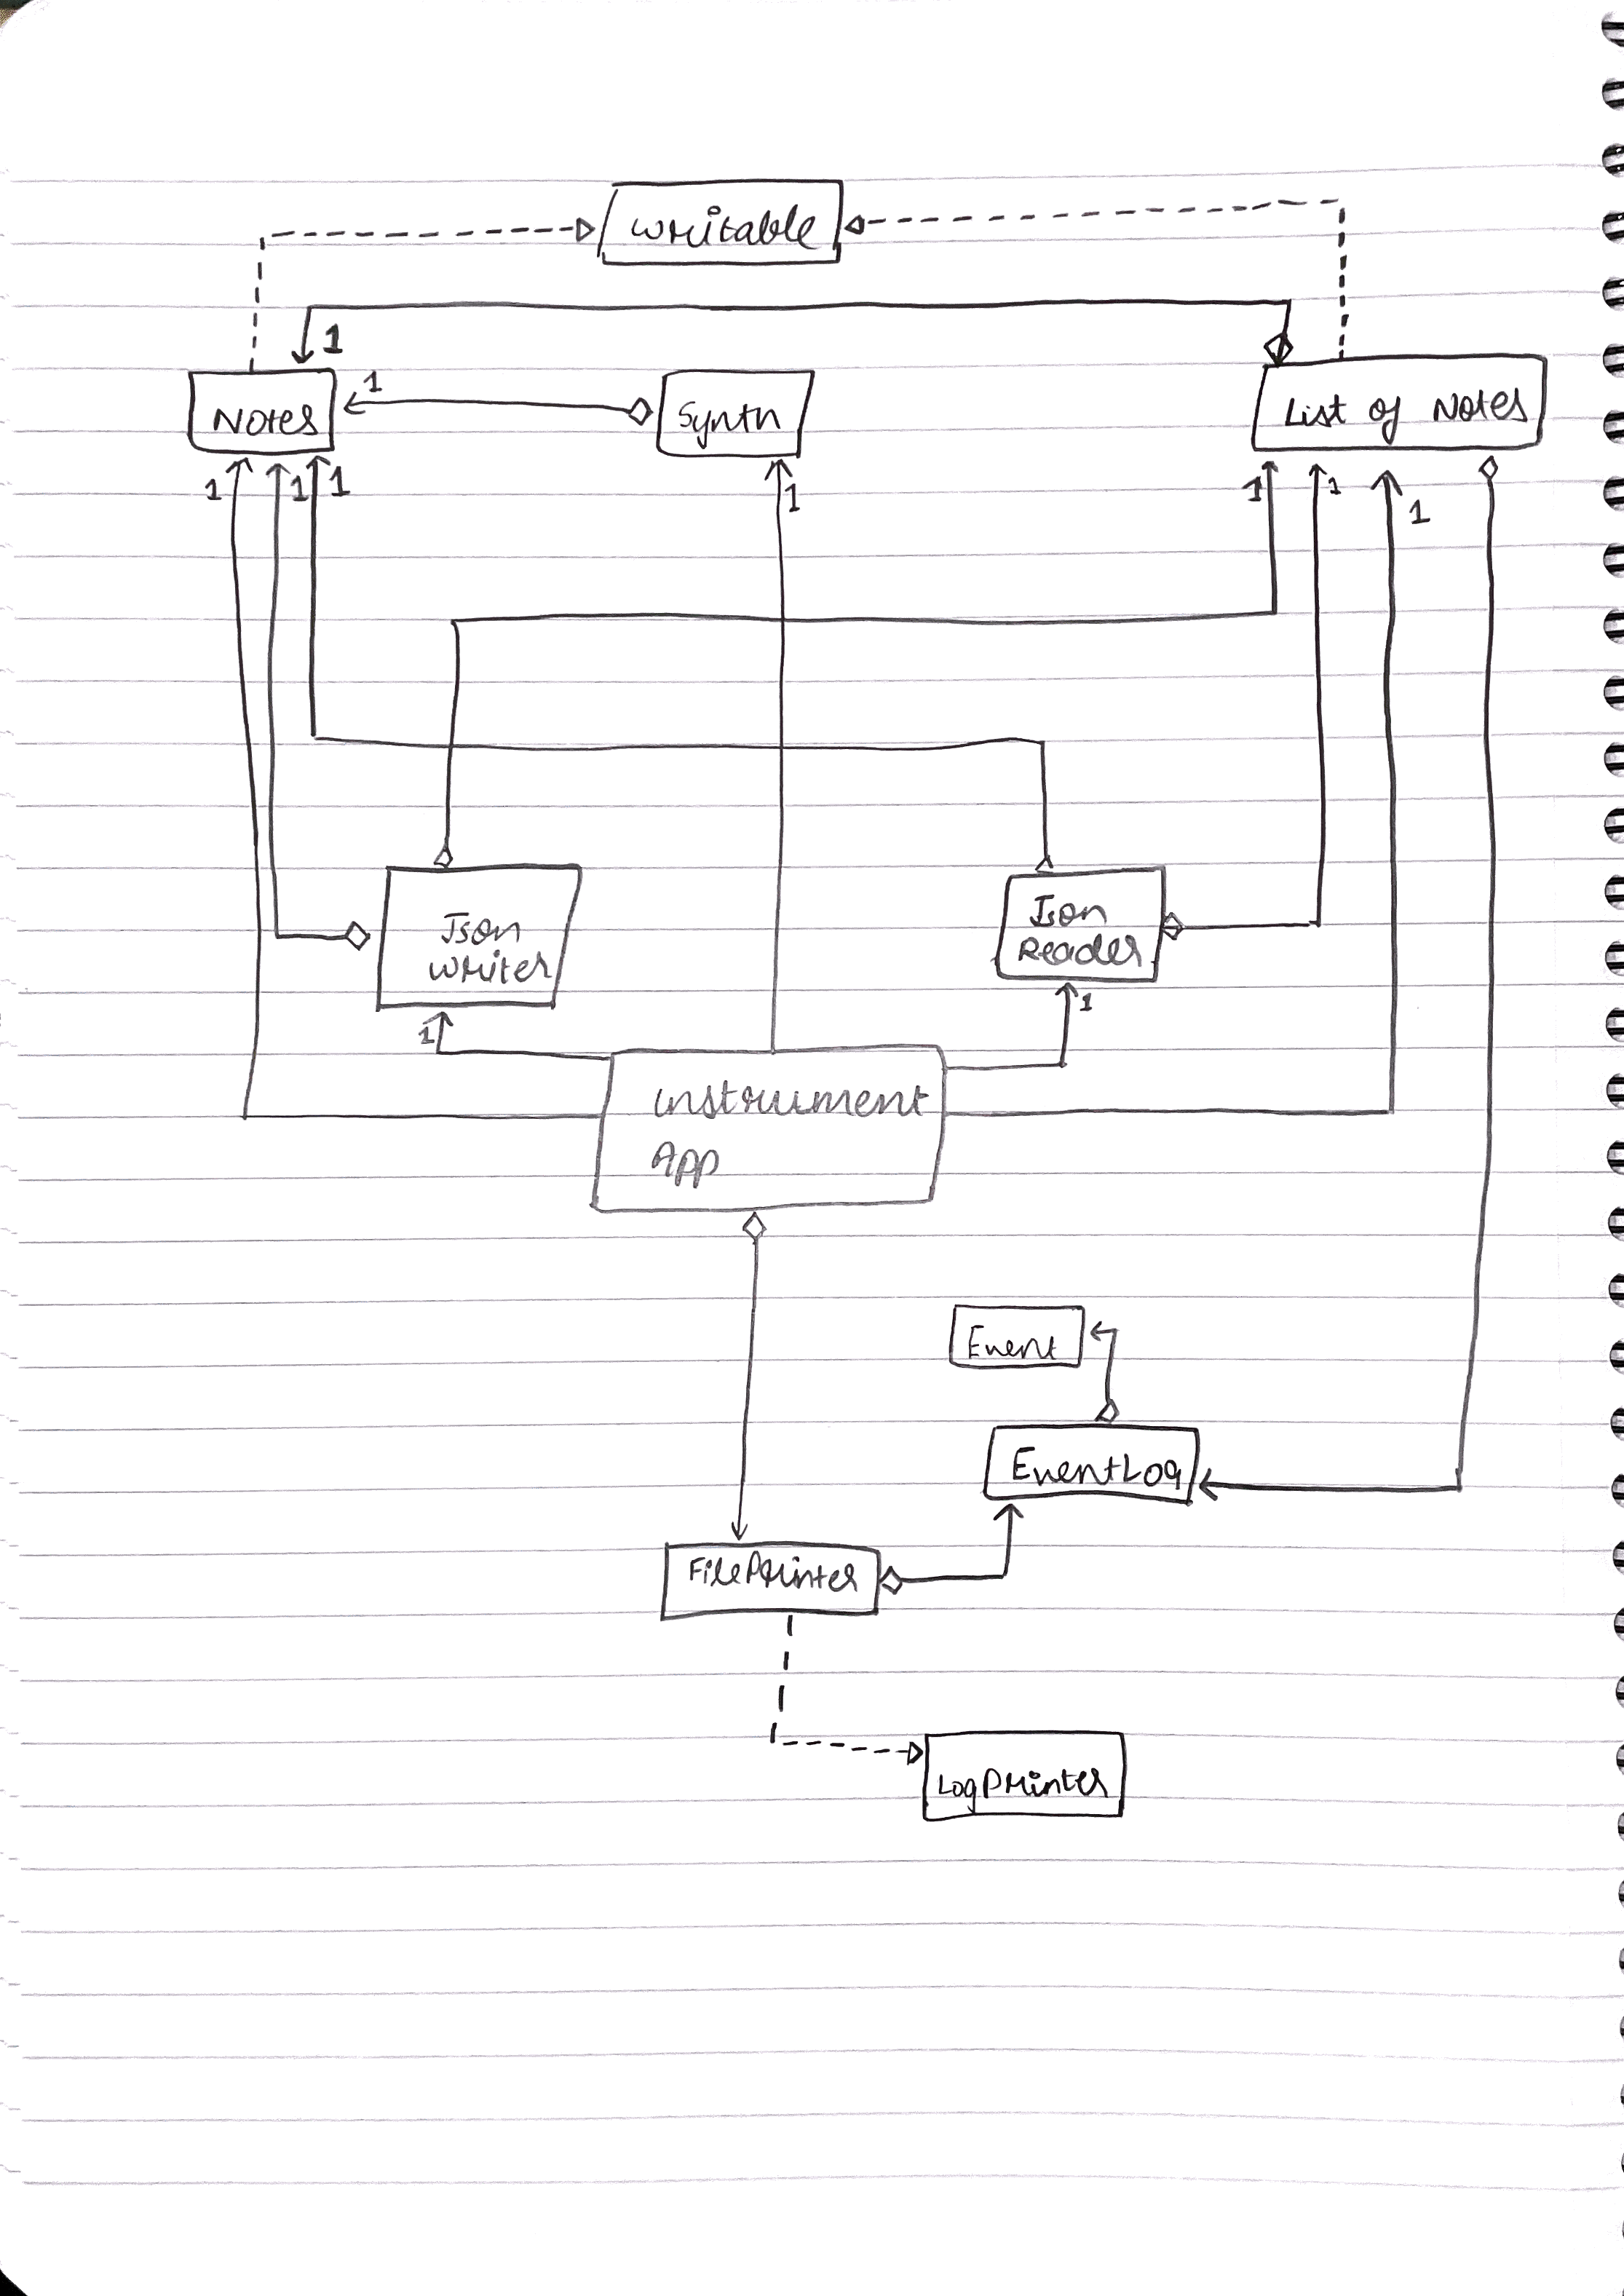 Writable
1
Notes
1
Synth
List of Notes
1
1
1
1
1
1
1
Json
Writer
Json
Reader
1
1
instrument
App
Event
EventLog
FilePrinter
LogPrinter